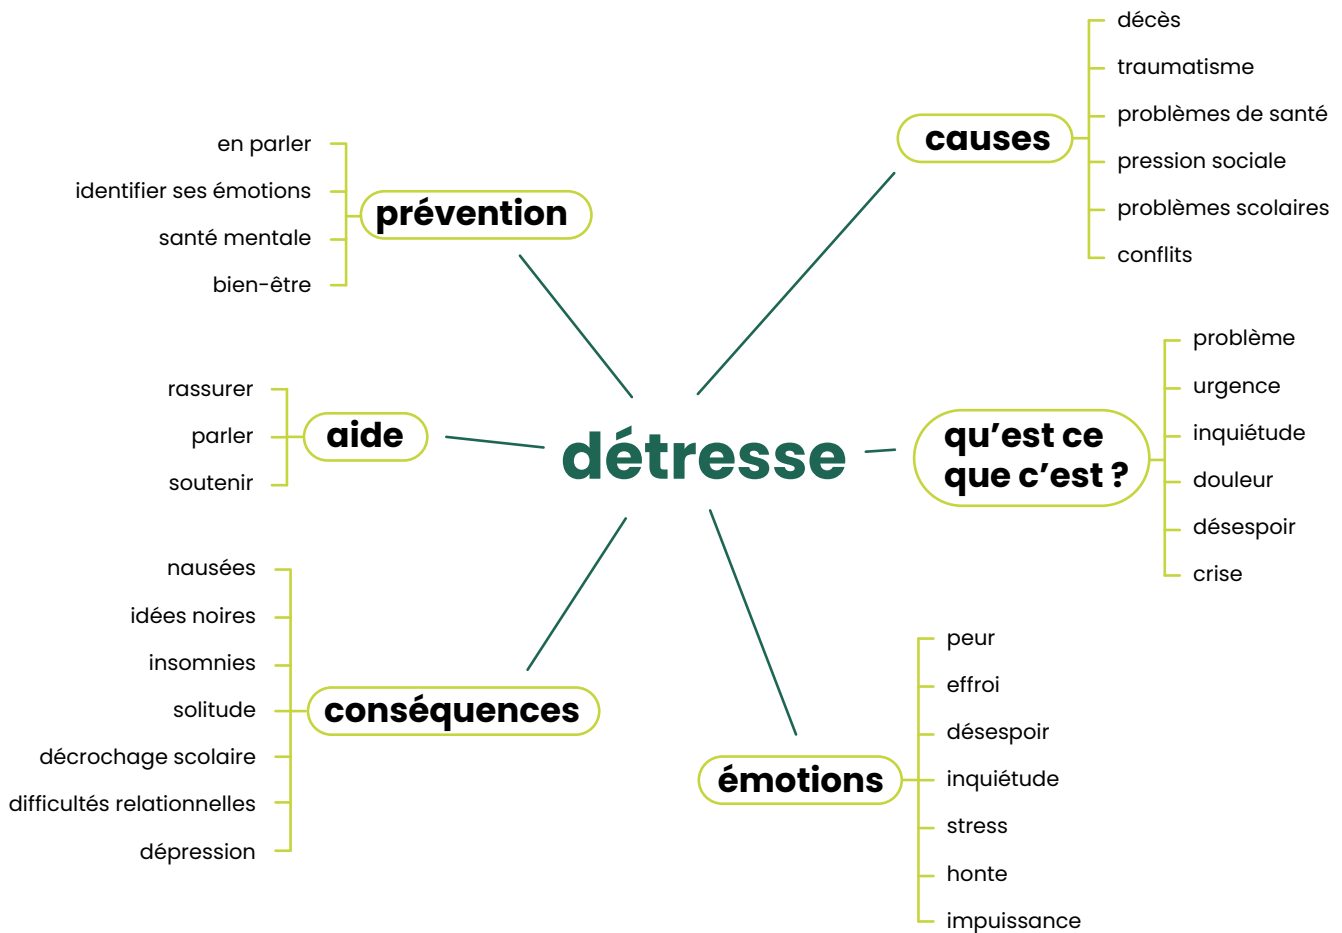 détresse
causes
décès
traumatisme
problèmes de santé
pression sociale
problèmes scolaires
conflits
qu’est ce
que c’est ?
problème
urgence
inquiétude
douleur
désespoir
crise
émotions
peur
effroi
désespoir
inquiétude
stress
honte
impuissance
conséquences
nausées
idées noires
insomnies
solitude
décrochage scolaire
difficultés relationnelles
dépression
aide
rassurer
parler
soutenir
prévention
en parler
identifier ses émotions
santé mentale
bien-être